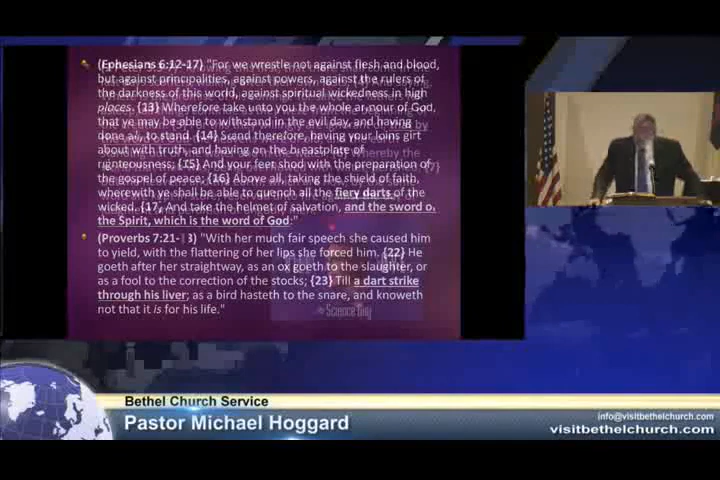 (Ephesians 6:12-17) "For we wrestle not against flesh and blood,
but against principalities, against powers, against the rulers of
the darkness of this world, against spiritual wickedness in high
places. (13) Wherefore take unto you the whole armour of God,
that ye may be able to withstand in the evil day, and having
done all, to stand. (14) Stand therefore, having your loins girt
about with truth, and having on the breastplate of
righteousness; (15) And your feet shod with the preparation of
the gospel of peace; (16) Above all, taking the shield of faith,
wherewith ye shall be able to quench all the fiery darts of the
wicked. (17) And take the helmet of salvation, and the sword of
the Spirit, which is the word of God:"
(Proverbs 7:21-23) "With her much fair speech she caused him
to yield, with the flattering of her lips she forced him. (22) He
goeth after her straightway, as an ox goeth to the slaughter, or
as a fool to the correction of the stocks; {23} Till a dart strike
through his liver; as a bird hasteth to the snare, and knoweth
not that it is for his life."
the Science Guy
Bethel Church Service
Pastor Michael Hoggard
info@visitbethelchurch.com
visitbethelchurch.com